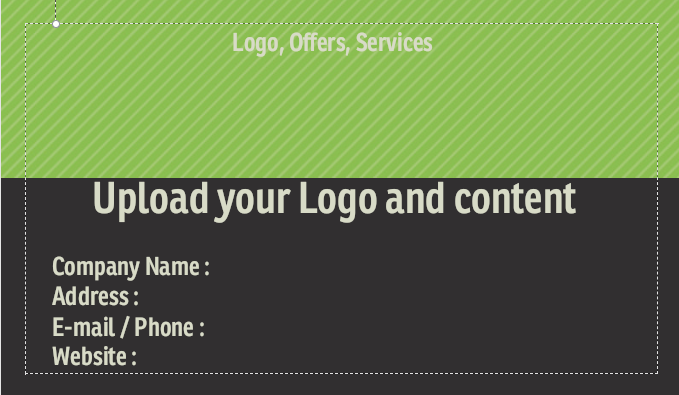 Logo, Offers, Services
Upload your Logo and content
Company Name :
Address :
E-mail / Phone :
Website :